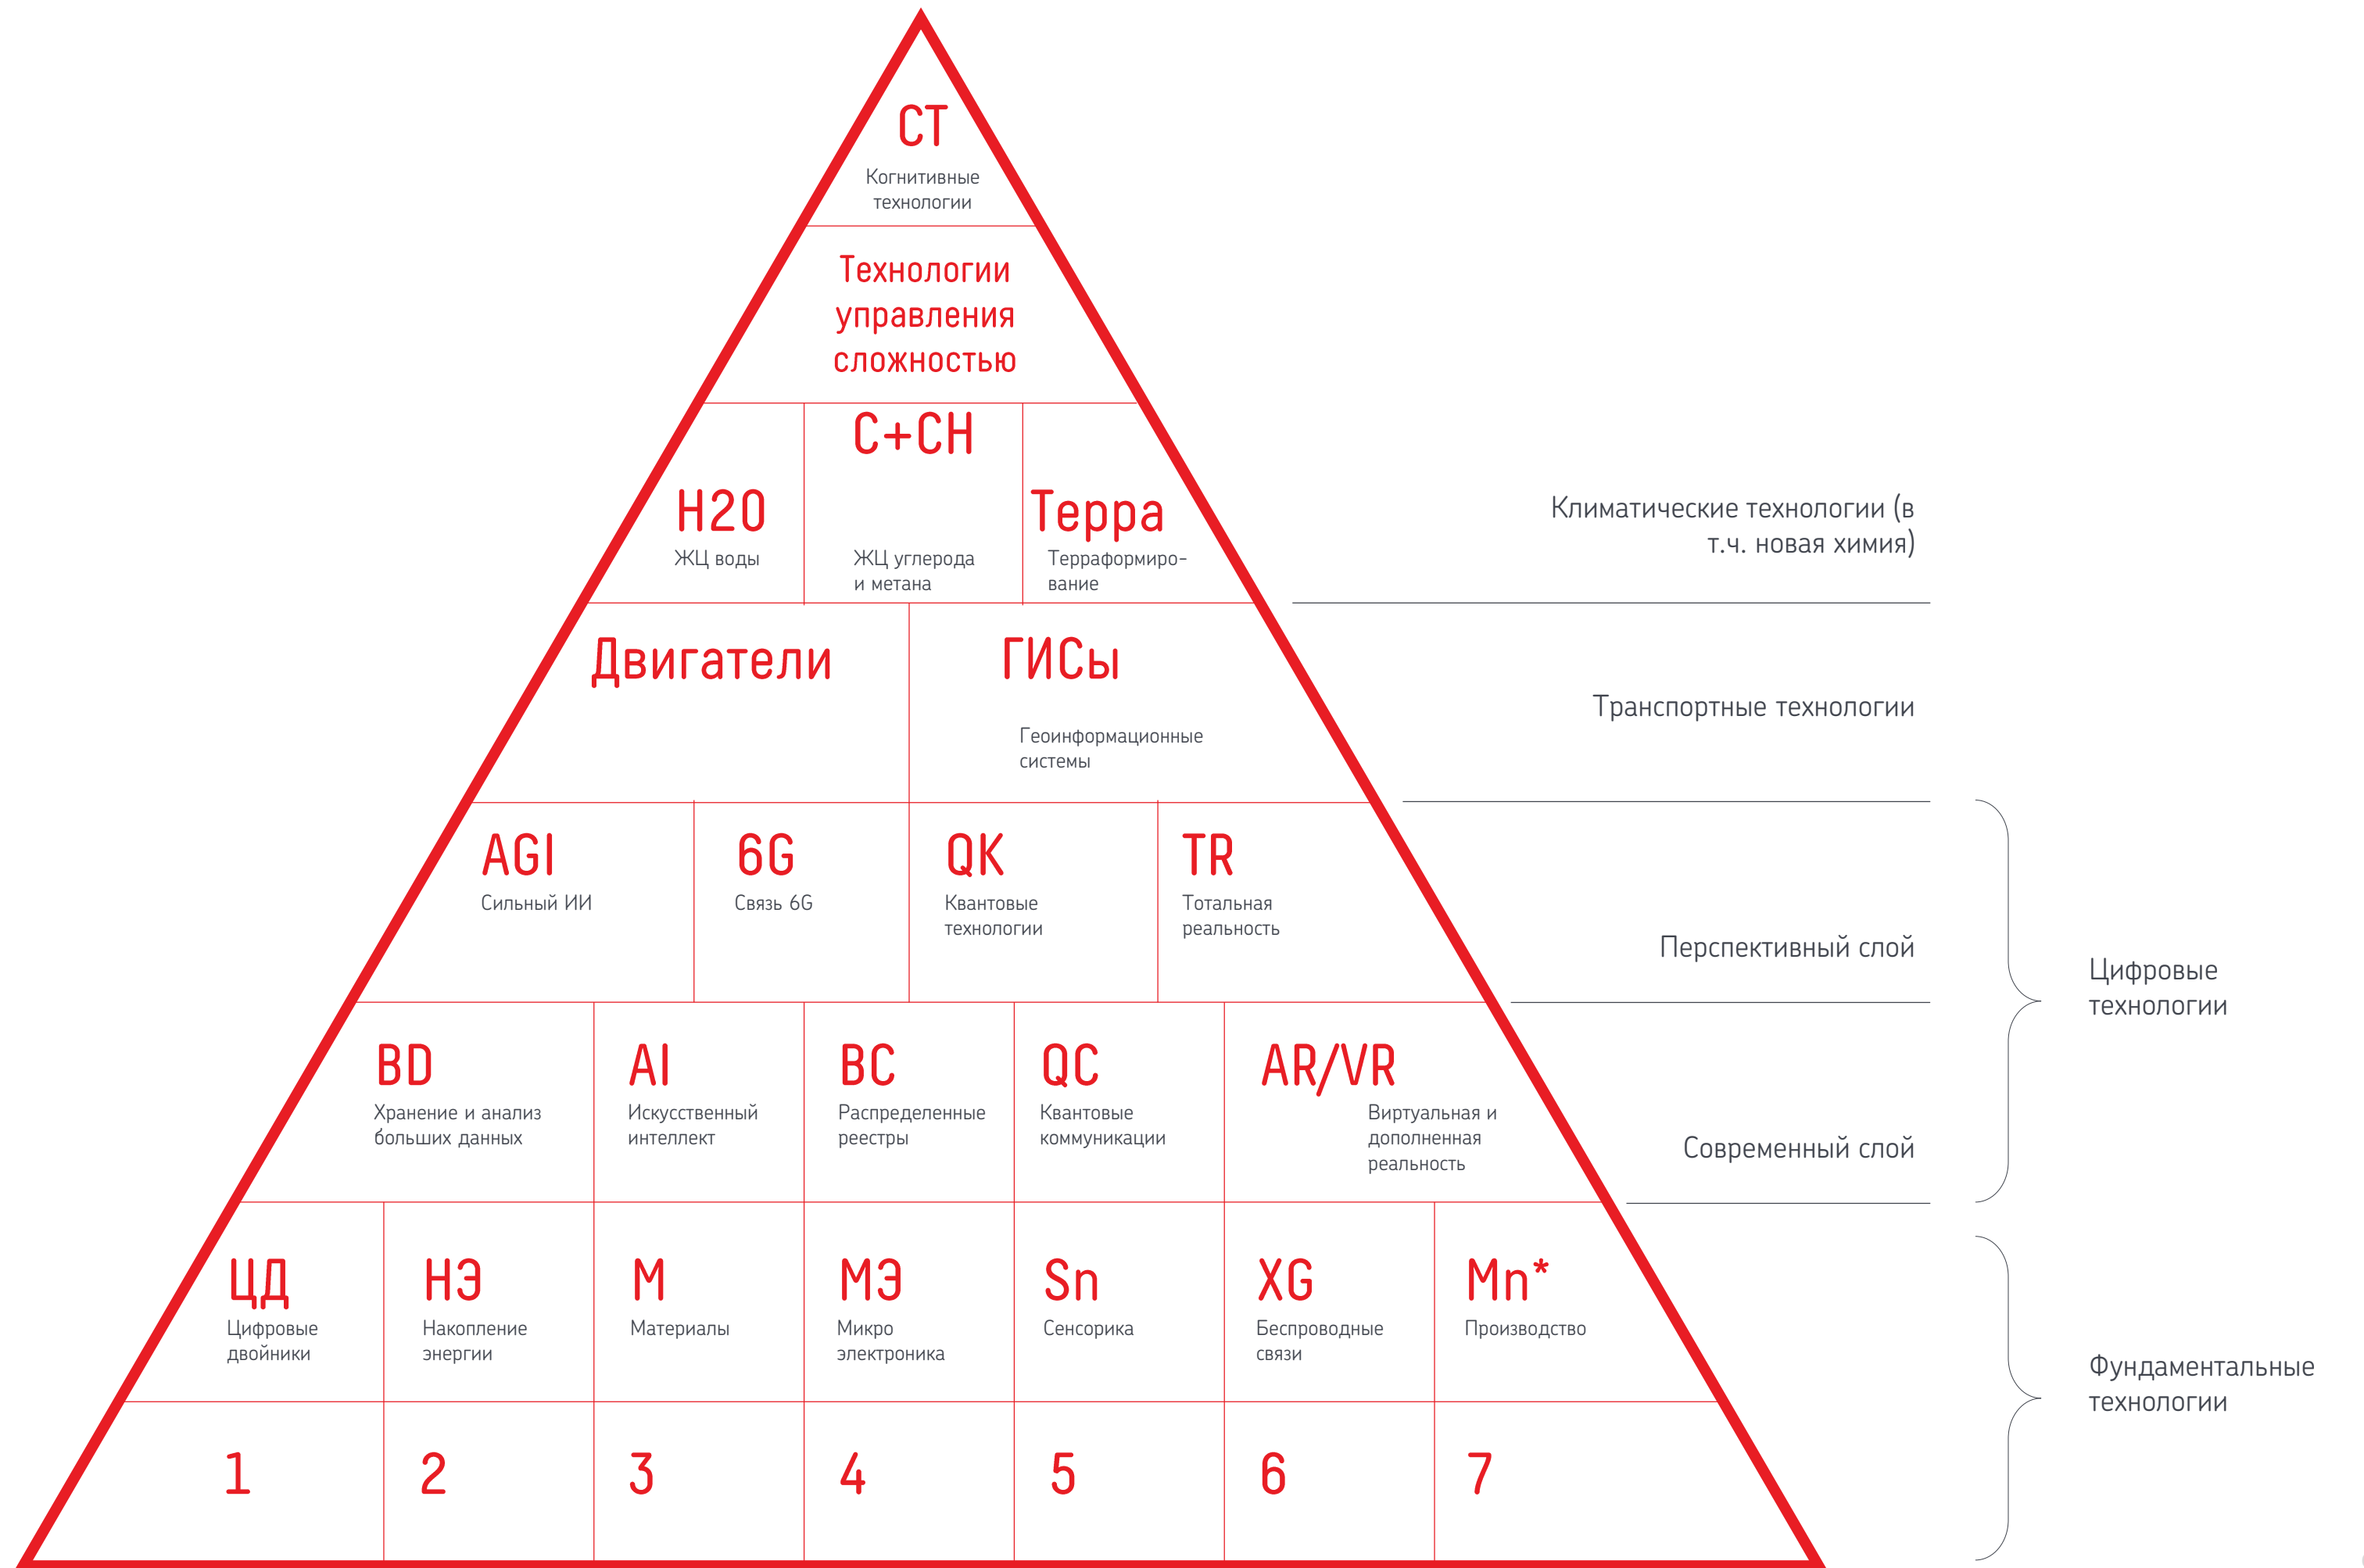 СТ
Когнитивные
технологии
Технологии
управления
сложностью
H2O
ЖЦ воды
C+CH
ЖЦ углерода
и метана
Терра
Терраформиро-
вание
Климатические технологии (в
т.ч. новая химия)
Двигатели
ГИСы
Геоинформационные
системы
Транспортные технологии
AGI
Сильный ИИ
6G
Связь 6G
QK
Квантовые
технологии
TR
Тотальная
реальность
Перспективный слой
Цифровые
технологии
BD
Хранение и анализ
больших данных
AI
Искусственный
интеллект
BC
Распределенные
реестры
QC
Квантовые
коммуникации
AR/VR
Виртуальная и
дополненная
реальность
Современный слой
ЦД
Цифровые
двойники
НЭ
Накопление
энергии
М
Материалы
МЭ
Микро
электроника
Sn
Сенсорика
XG
Беспроводные
связи
Mn*
Производство
Фундаментальные
технологии
1
2
3
4
5
6
7